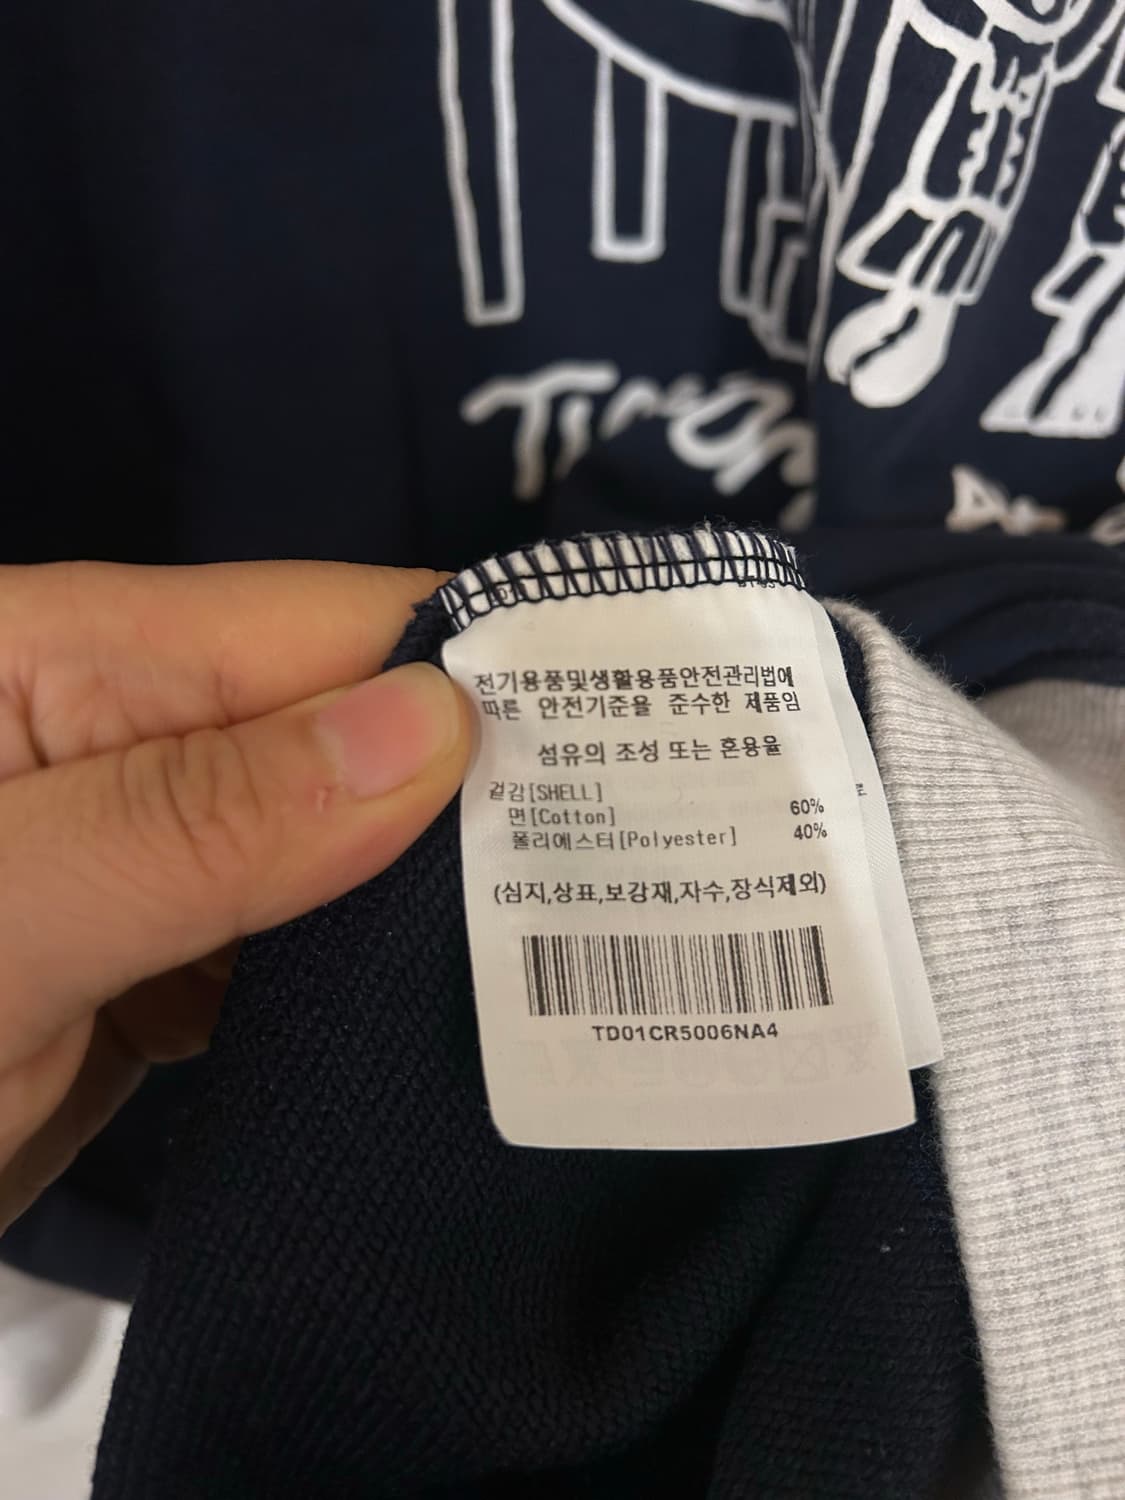 전기용품및생활용품안전관리법에
따른 안전기준을 준수한 제품임
섬유의 조성 또는 혼용율
겉감[SHELL]
면[Cotton] 60%
폴리에스터[Polyester] 40%
(심지,상표,보강재,자수,장식제외)
TD01CR5006NA4